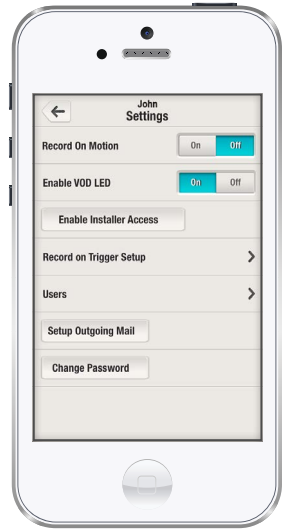 John
Settings
Record On Motion On Off
Enable VOD LED On Off
Enable Installer Access
Record on Trigger Setup
Users
Setup Outgoing Mail
Change Password